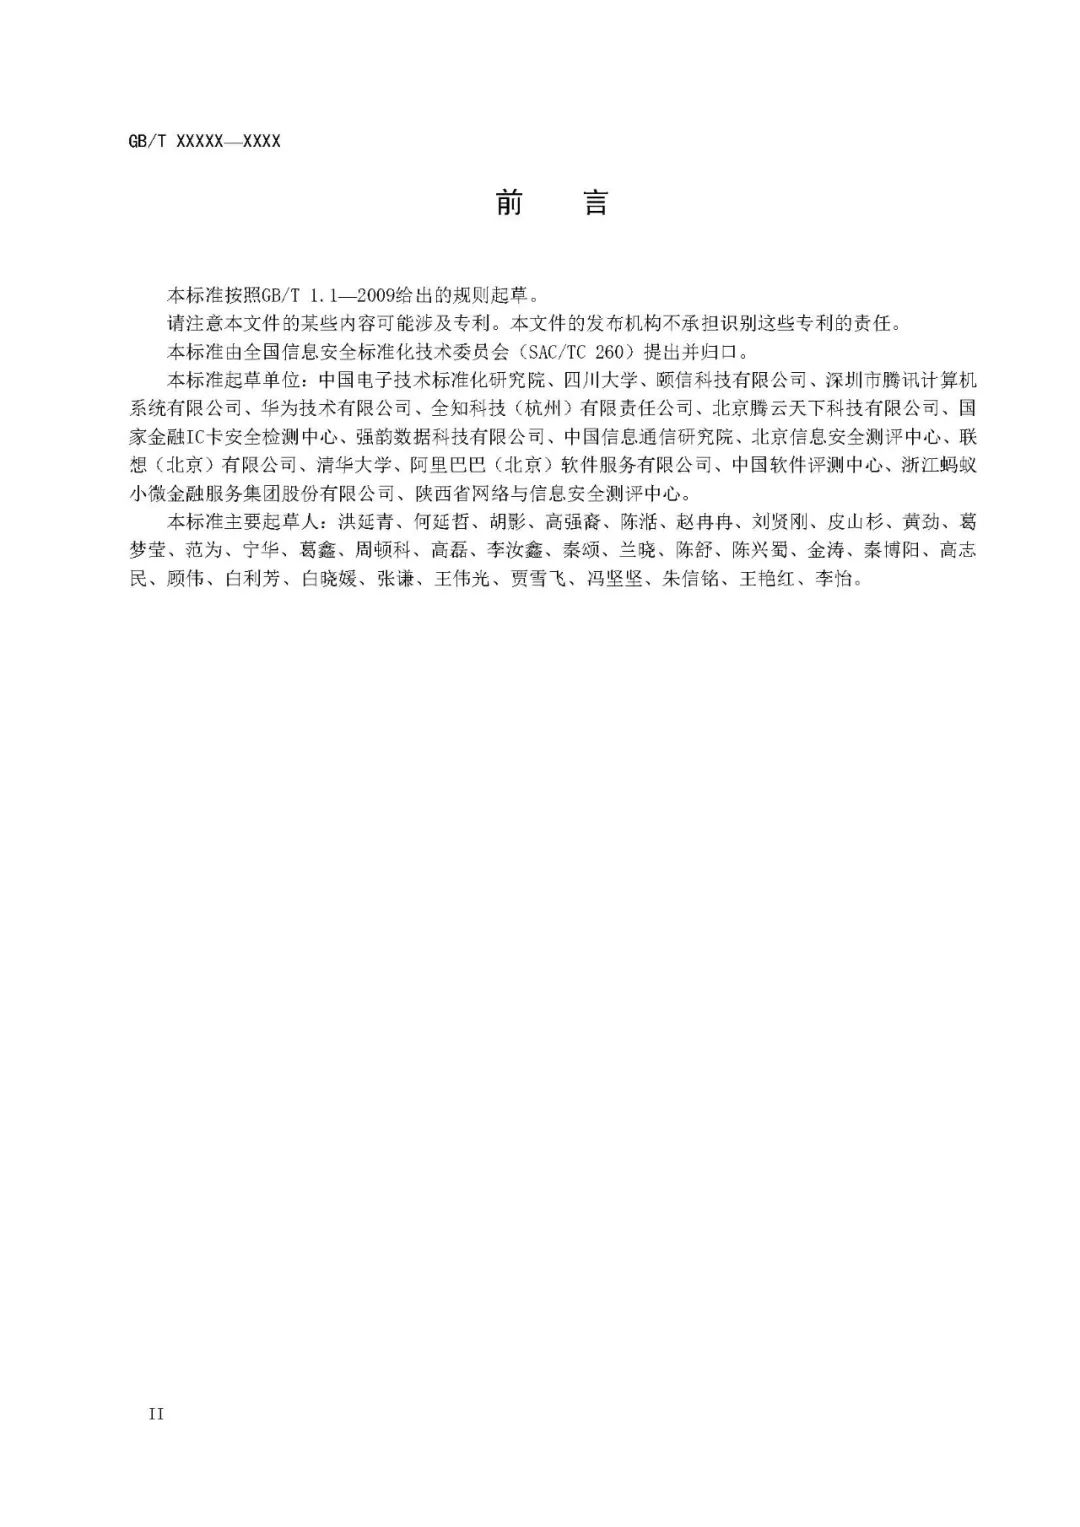 GB/T XXXXX—XXXX
前 言
本标准按照GB/T 1.1—2009给出的规则起草。
请注意本文件的某些内容可能涉及专利。本文件的发布机构不承担识别这些专利的责任。
本标准由全国信息安全标准化技术委员会（SAC/TC 260）提出并归口。
本标准起草单位：中国电子技术标准化研究院、四川大学、颐信科技有限公司、深圳市腾讯计算机
系统有限公司、华为技术有限公司、全知科技（杭州）有限责任公司、北京腾云天下科技有限公司、国
家金融IC卡安全检测中心、强韵数据科技有限公司、中国信息通信研究院、北京信息安全测评中心、联
想（北京）有限公司、清华大学、阿里巴巴（北京）软件服务有限公司、中国软件评测中心、浙江蚂蚁
小微金融服务集团股份有限公司、陕西省网络与信息安全测评中心。
本标准主要起草人：洪延青、何延哲、胡影、高强裔、陈湉、赵冉冉、刘贤刚、皮山杉、黄劲、葛
梦莹、范为、宁华、葛鑫、周顿科、高磊、李汝鑫、秦颂、兰晓、陈舒、陈兴蜀、金涛、秦博阳、高志
民、顾伟、白利芳、白晓媛、张谦、王伟光、贾雪飞、冯坚坚、朱信铭、王艳红、李怡。
II